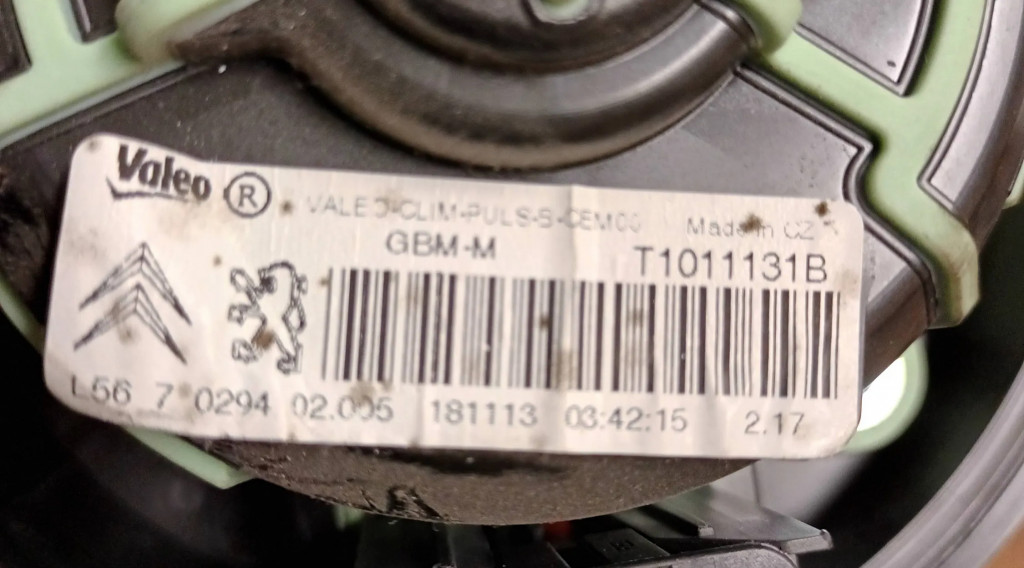 Valeo ®
VALEO-CLIM-PULS-B-CEM00 Made in CZ
GBM-M
T1011131B
L56 7 0294 02.005 181113 03:42:15 2.17